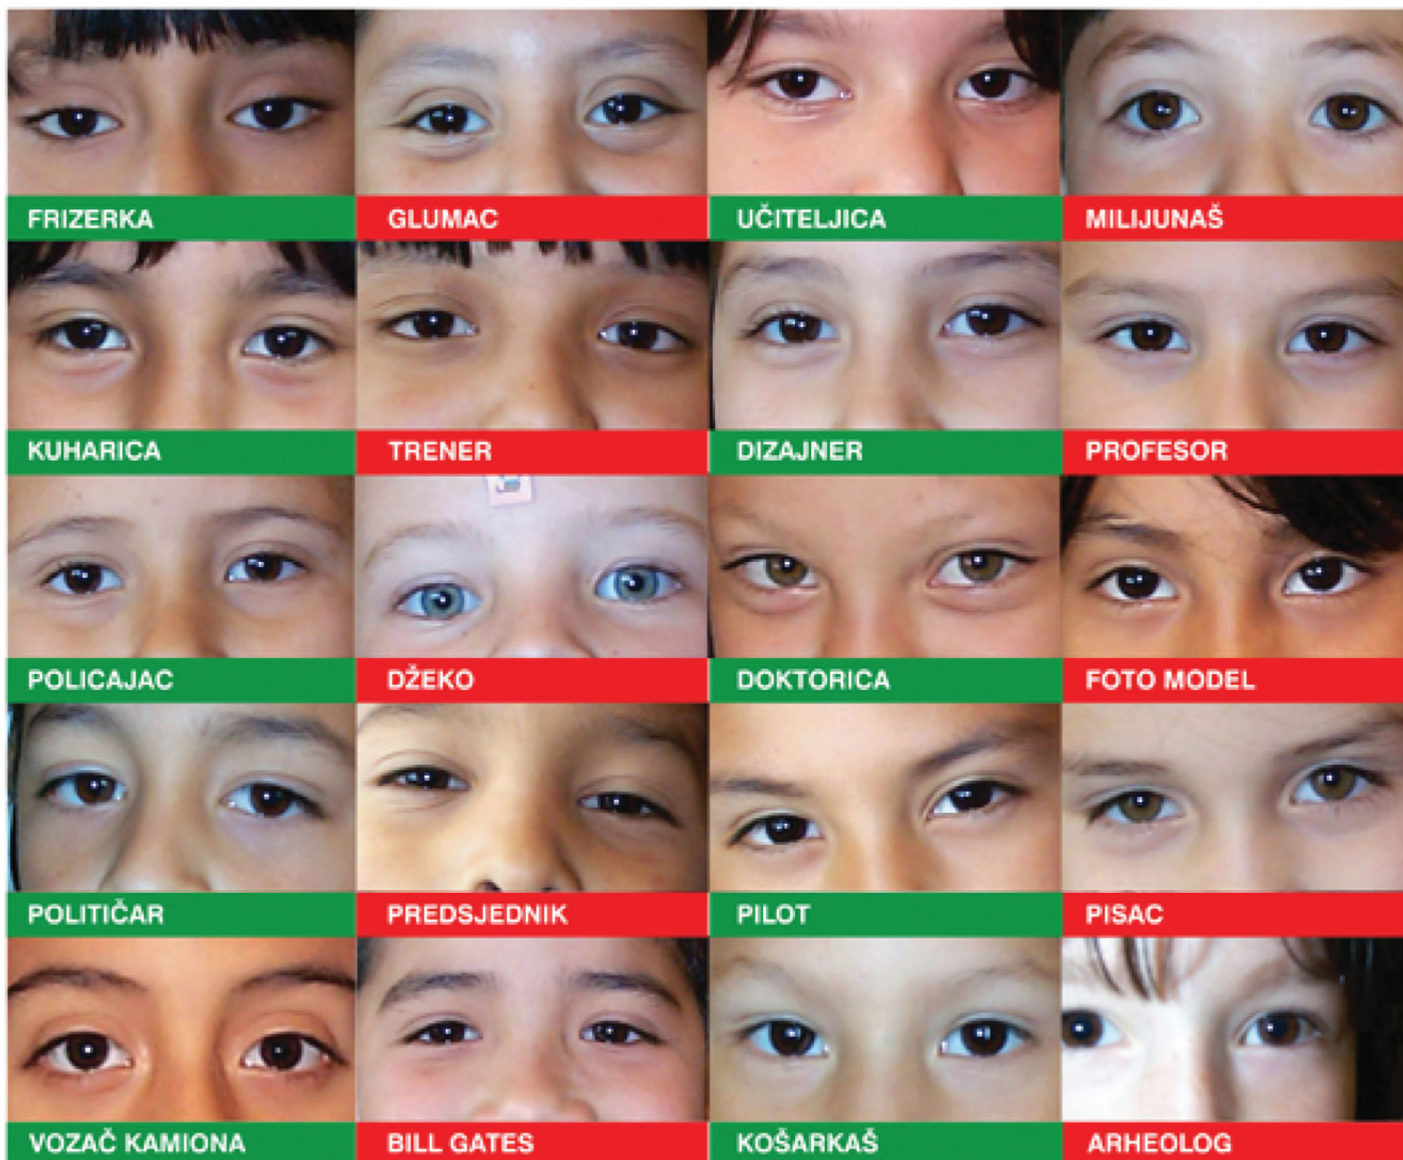 FRIZERKA
GLUMAC
UČITELJICA
MILIJUNAŠ
KUHARICA
TRENER
DIZAJNER
PROFESOR
POLICAJAC
DŽEKO
DOKTORICA
FOTO MODEL
POLITIČAR
PREDSJEDNIK
PILOT
PISAC
VOZAČ KAMIONA
BILL GATES
KOŠARKAŠ
ARHEOLOG